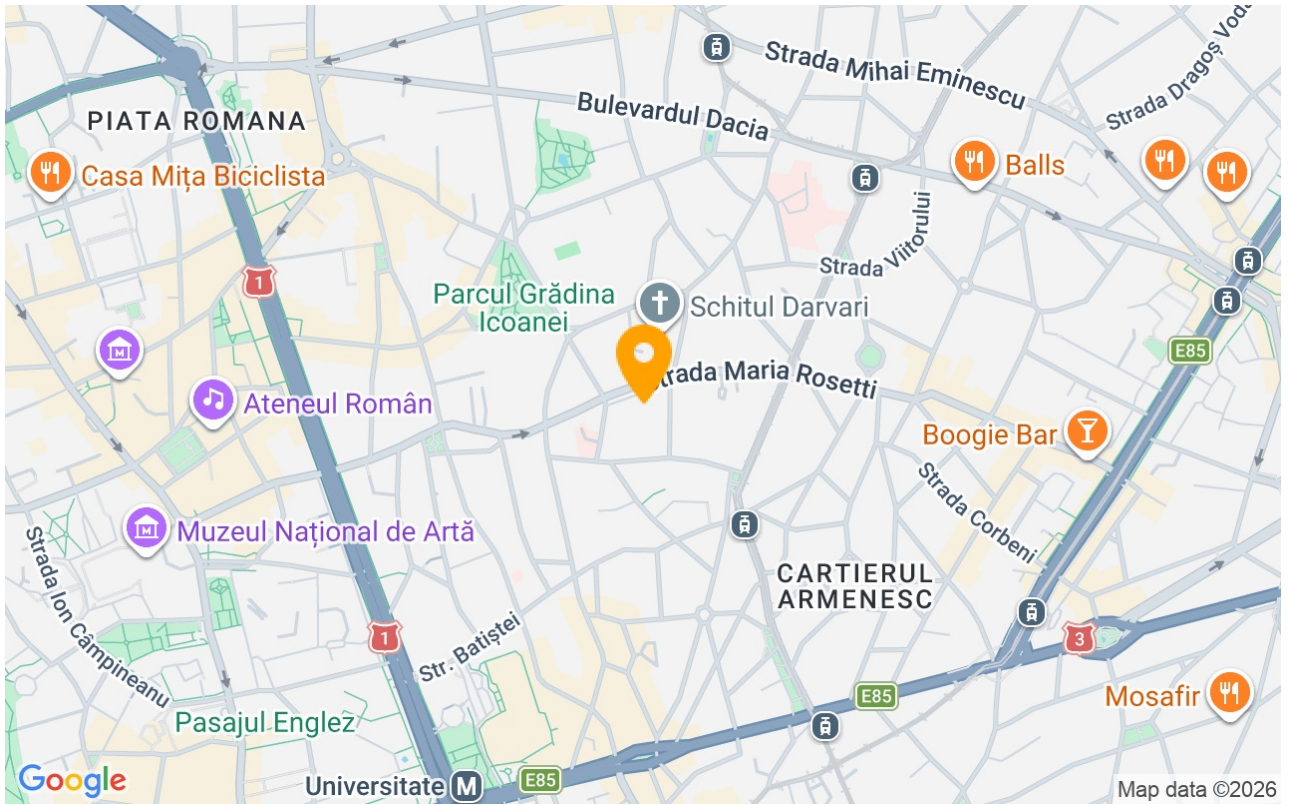 Strada Mihai Eminescu
Strada Dragoș Vodă
Bulevardul Dacia
PIATA ROMANA
Casa Mița Biciclista
Balls
Strada Viitorului
1
Parcul Grădina
Icoanei
Schitul Darvari
E85
Strada Maria Rosetti
Ateneul Român
Boogie Bar
Strada Corbeni
Muzeul Național de Artă
Strada Ion Câmpineanu
CARTIERUL
ARMENESC
1
3
Str. Batiștei
E85
Mosafir
Pasajul Englez
Google
Universitate M
E85
Map data ©2026